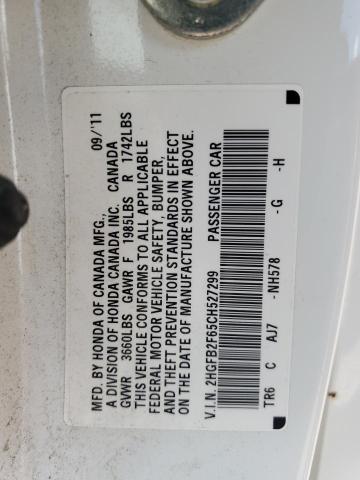 MFD. BY HONDA OF CANADA MFG., 09/'11
A DIVISION OF HONDA CANADA INC. CANADA
GVWR 3660LBS GAWR F 1985LBS R 1742LBS
THIS VEHICLE CONFORMS TO ALL APPLICABLE
FEDERAL MOTOR VEHICLE SAFETY, BUMPER,
AND THEFT PREVENTION STANDARDS IN EFFECT
ON THE DATE OF MANUFACTURE SHOWN ABOVE.
V.I.N. 2HGFB2F65CH527299 PASSENGER CAR
TR6 C AJ7 -NH578 -G -H